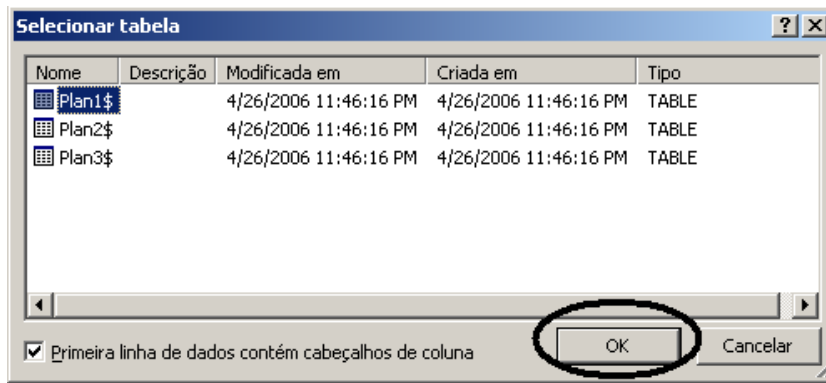 Selecionar tabela
Nome Descrição Modificada em Criada em Tipo
Plan1$ 4/26/2006 11:46:16 PM 4/26/2006 11:46:16 PM TABLE
Plan2$ 4/26/2006 11:46:16 PM 4/26/2006 11:46:16 PM TABLE
Plan3$ 4/26/2006 11:46:16 PM 4/26/2006 11:46:16 PM TABLE
Primeira linha de dados contém cabeçalhos de coluna OK Cancelar